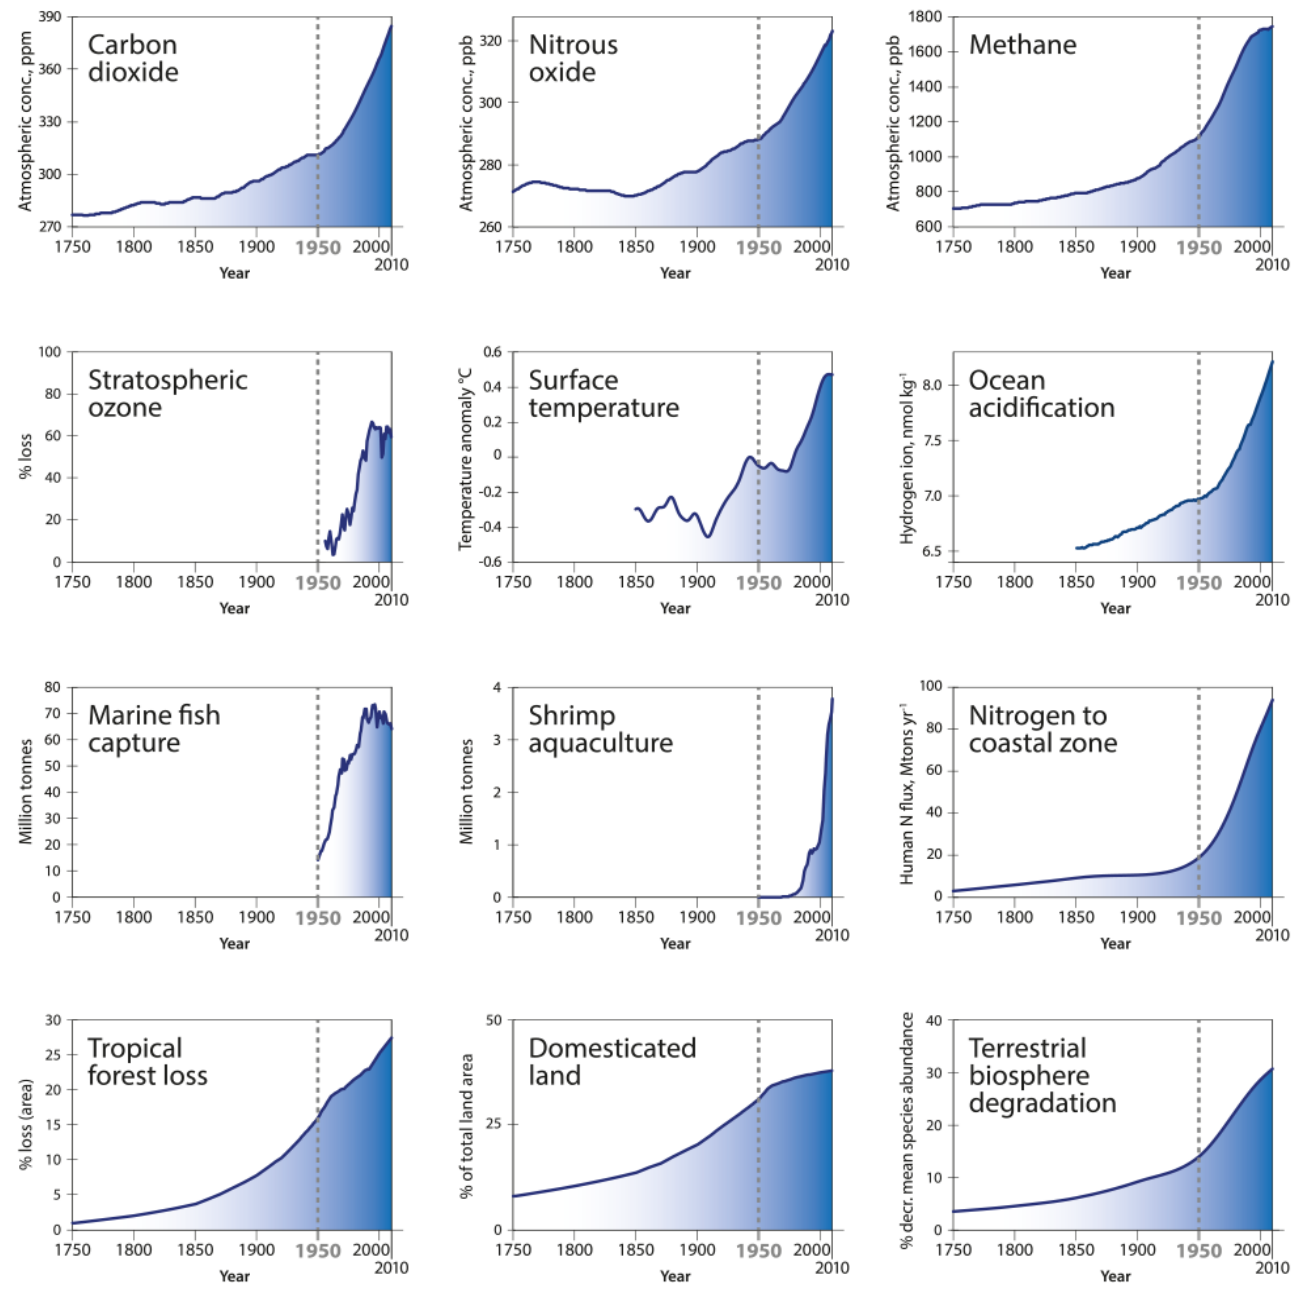 390
360
330
300
270
Atmospheric conc., ppm
Carbon
dioxide
1750 1800 1850 1900 1950 2000
2010
Year
320
300
280
260
Atmospheric conc., ppb
Nitrous
oxide
1750 1800 1850 1900 1950 2000
2010
Year
1800
1600
1400
1200
1000
800
600
Atmospheric conc., ppb
Methane
1750 1800 1850 1900 1950 2000
2010
Year
100
80
60
40
20
0
% loss
Stratospheric
ozone
1750 1800 1850 1900 1950 2000
2010
Year
0.6
0.4
0.2
0
-0.2
-0.4
-0.6
Temperature anomaly °C
Surface
temperature
1750 1800 1850 1900 1950 2000
2010
Year
8.0
7.5
7.0
6.5
Hydrogen ion, nmol kg⁻¹
Ocean
acidification
1750 1800 1850 1900 1950 2000
2010
Year
80
70
60
50
40
30
20
10
0
Million tonnes
Marine fish
capture
1750 1800 1850 1900 1950 2000
2010
Year
4
3
2
1
0
Million tonnes
Shrimp
aquaculture
1750 1800 1850 1900 1950 2000
2010
Year
100
80
60
40
20
0
Human N flux, Mtons yr⁻¹
Nitrogen to
coastal zone
1750 1800 1850 1900 1950 2000
2010
Year
30
25
20
15
10
5
0
% loss (area)
Tropical
forest loss
1750 1800 1850 1900 1950 2000
2010
Year
50
25
0
% of total land area
Domesticated
land
1750 1800 1850 1900 1950 2000
2010
Year
40
30
20
10
0
% decr. mean species abundance
Terrestrial
biosphere
degradation
1750 1800 1850 1900 1950 2000
2010
Year